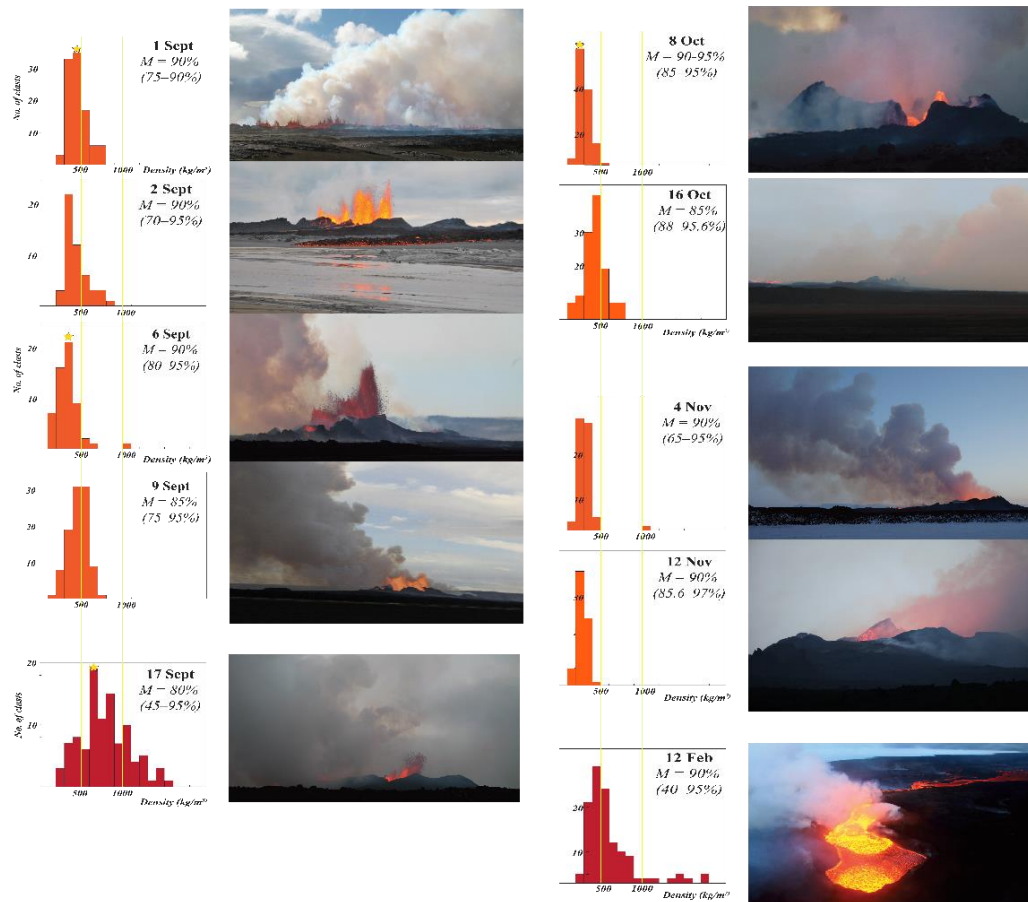 1 Sept
M = 90%
(75–90%)
No. of clasts
30
20
10
500
1000
Density (kg/m³)
2 Sept
M = 90%
(70–95%)
20
10
500
1000
6 Sept
M – 90%
(80 95%)
No. of clasts
20
10
500
1000
Density (kg/m³)
9 Sept
M = 85%
(75 95%)
30
20
10
500
1000
17 Sept
M = 80%
(45–95%)
No. of clasts
20
10
500
1000
Density (kg/m³)
8 Oct
M – 90-95%
(85 95%)
40
20
500
1000
Density (kg/m³)
16 Oct
M = 85%
(88 95.6%)
30
20
500
1000
Density (kg/m³)
4 Nov
M = 90%
(65–95%)
20
10
500
1000
Density (kg/m³)
12 Nov
M – 90%
(85.6 97%)
500
1000
Density (kg/m³)
12 Feb
M = 90%
(40 95%)
20
10
500
1000
Density (kg/m³)